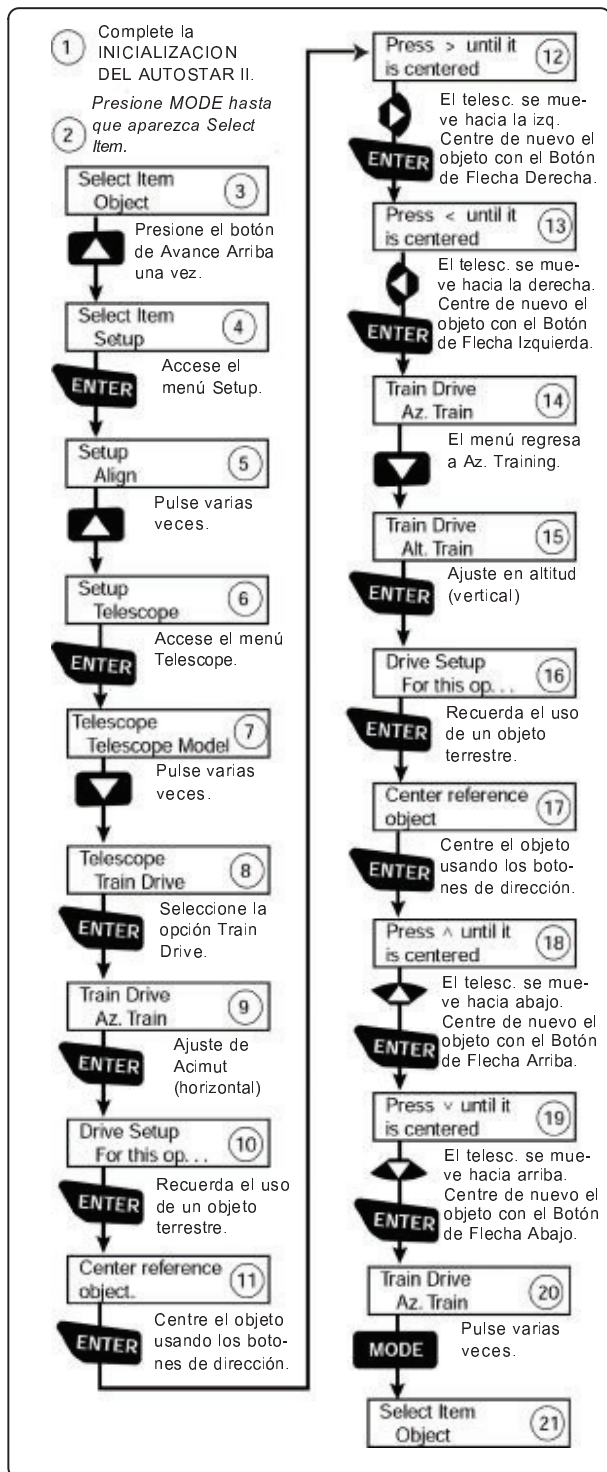 1
Complete la
INICIALIZACION
DEL AUTOSTAR II.
2
Presione MODE hasta
que aparezca Select
Item.
Select Item
Object
3
Presione el botón
de Avance Arriba
una vez.
Select Item
Setup
4
ENTER
Accese el
menú Setup.
Setup
Align
5
Pulse varias
veces.
Setup
Telescope
6
ENTER
Accese el menú
Telescope.
Telescope
Telescope Model
7
Pulse varias
veces.
Telescope
Train Drive
8
ENTER
Seleccione la
opción Train
Drive.
Train Drive
Az. Train
9
ENTER
Ajuste de
Acimut
(horizontal)
Drive Setup
For this op. . .
10
ENTER
Recuerda el uso
de un objeto
terrestre.
Center reference
object.
11
ENTER
Centre el objeto
usando los boto-
nes de dirección.
Press > until it
is centered
12
ENTER
El telesc. se mue-
ve hacia la izq.
Centre de nuevo el
objeto con el Botón
de Flecha Derecha.
Press < until it
is centered
13
ENTER
El telesc. se mue-
ve hacia la derecha.
Centre de nuevo el
objeto con el Botón
de Flecha Izquierda.
Train Drive
Az. Train
14
El menú regresa
a Az. Training.
Train Drive
Alt. Train
15
ENTER
Ajuste en altitud
(vertical)
Drive Setup
For this op. . .
16
ENTER
Recuerda el uso
de un objeto
terrestre.
Center reference
object
17
ENTER
Centre el objeto
usando los boto-
nes de dirección.
Press ^ until it
is centered
18
ENTER
El telesc. se mue-
ve hacia abajo.
Centre de nuevo el
objeto con el Botón
de Flecha Arriba.
Press v until it
is centered
19
ENTER
El telesc. se mue-
ve hacia arriba.
Centre de nuevo el
objeto con el Botón
de Flecha Abajo.
Train Drive
Az. Train
20
MODE
Pulse varias
veces.
Select Item
Object
21